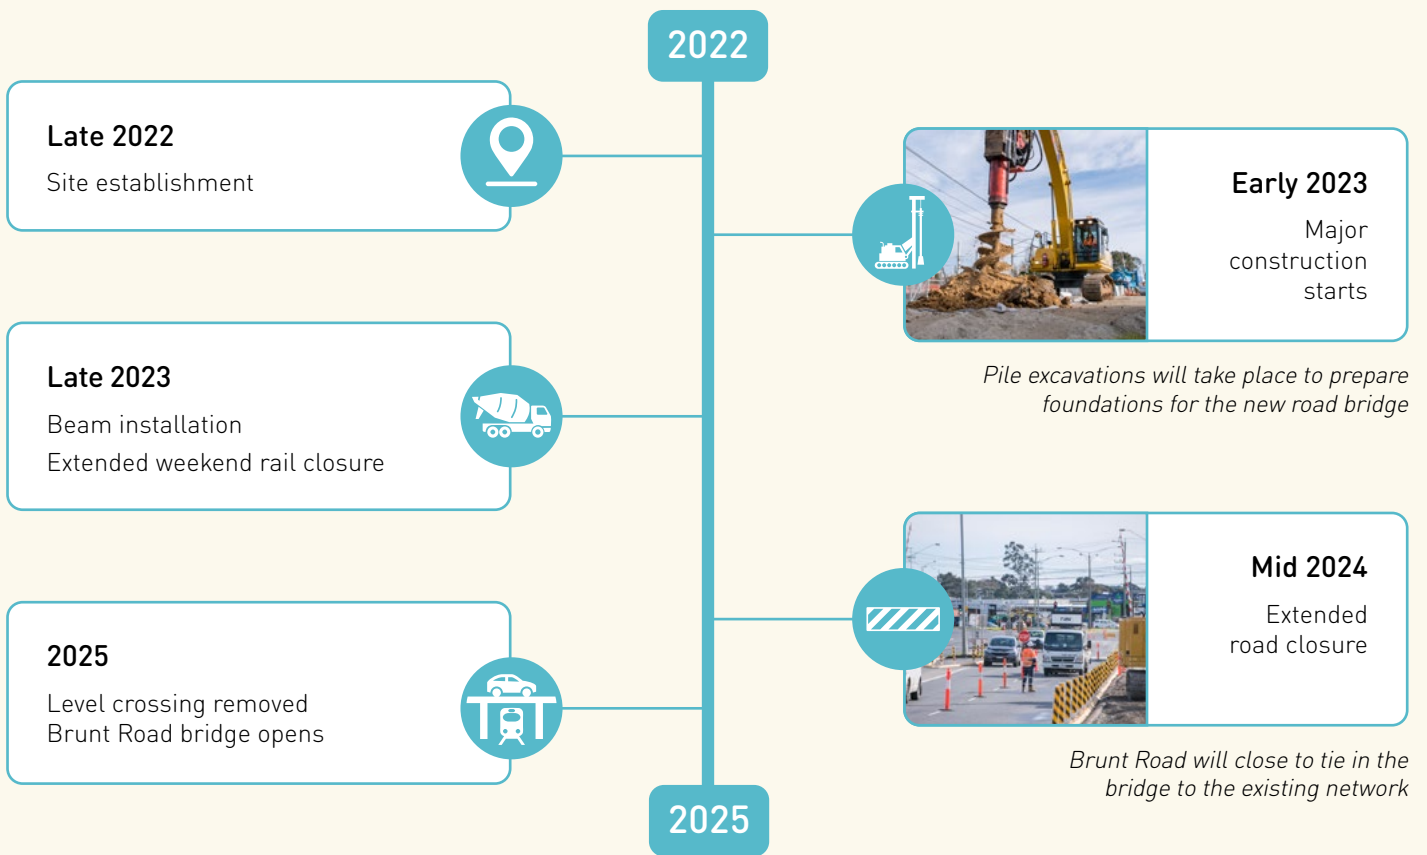 2022
Late 2022
Site establishment
Early 2023
Major
construction
starts
Pile excavations will take place to prepare
foundations for the new road bridge
Late 2023
Beam installation
Extended weekend rail closure
Mid 2024
Extended
road closure
Brunt Road will close to tie in the
bridge to the existing network
2025
Level crossing removed
Brunt Road bridge opens
2025